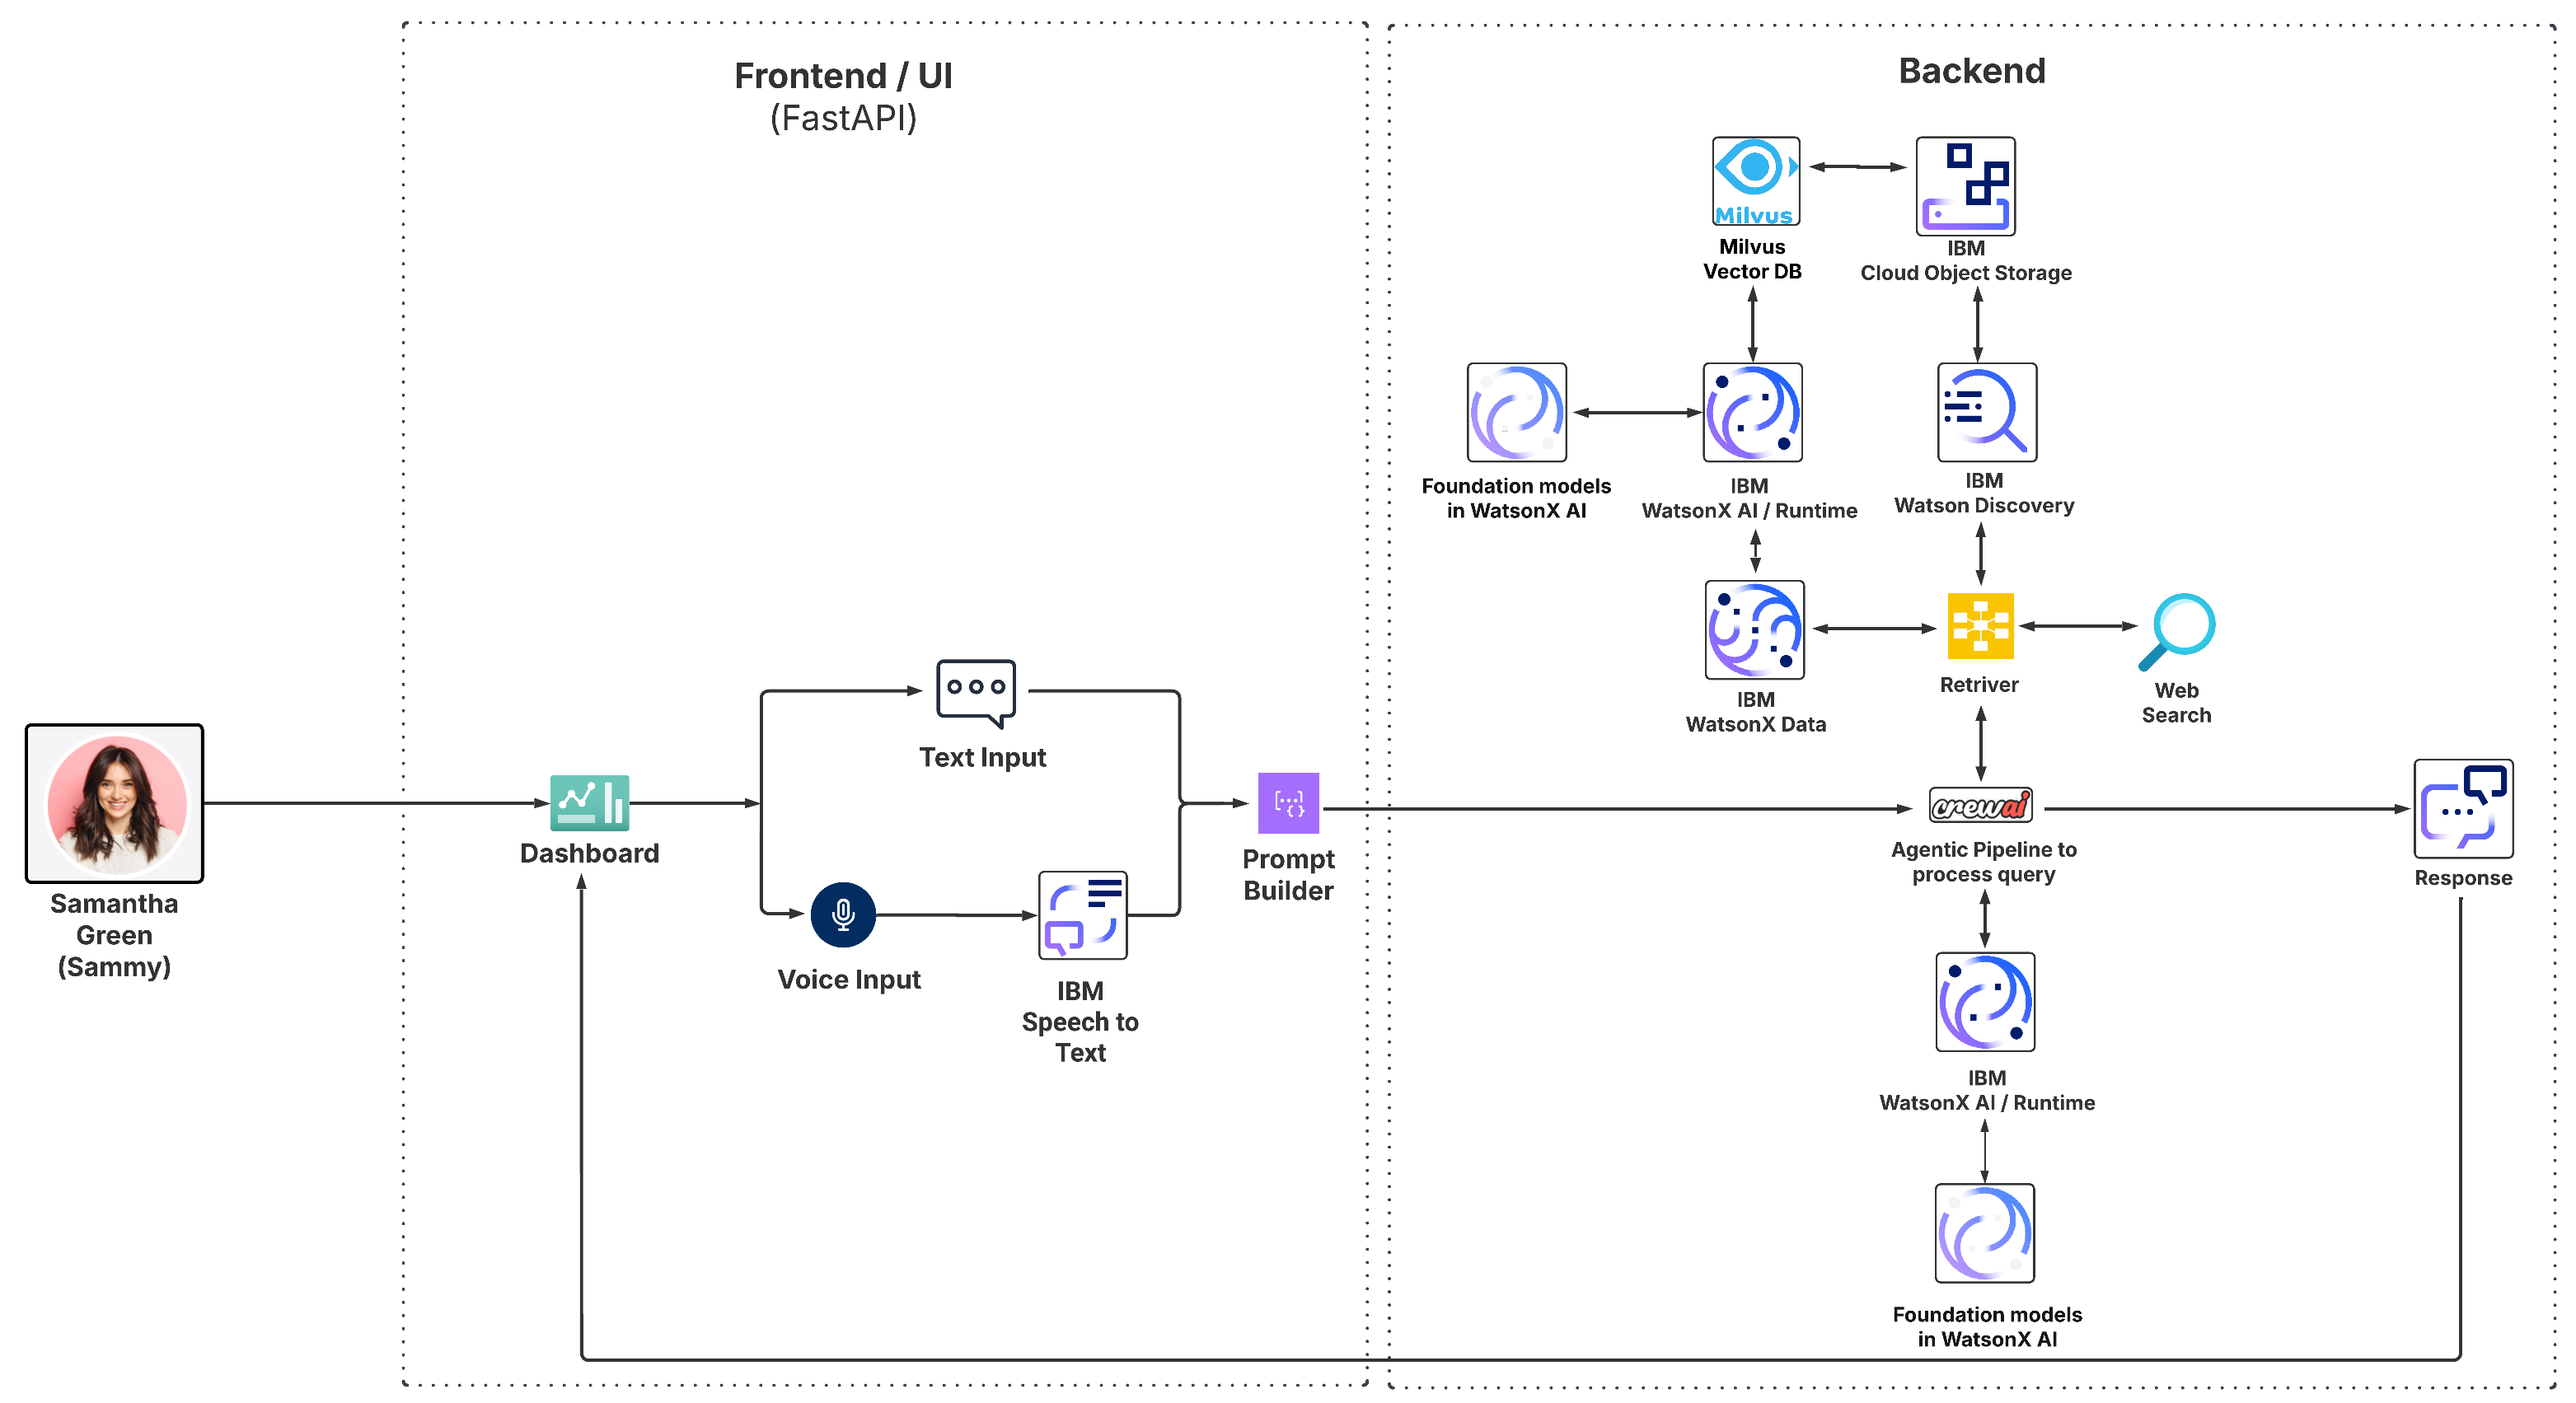 Frontend / UI
(FastAPI)
Backend
Milvus
Milvus
Vector DB
IBM
Cloud Object Storage
Foundation models
in WatsonX AI
IBM
WatsonX AI / Runtime
IBM
Watson Discovery
IBM
WatsonX Data
Retriver
Web
Search
Samantha
Green
(Sammy)
Dashboard
Text Input
Voice Input
IBM
Speech to
Text
Prompt
Builder
crewai
Agentic Pipeline to
process query
Response
IBM
WatsonX AI / Runtime
Foundation models
in WatsonX AI